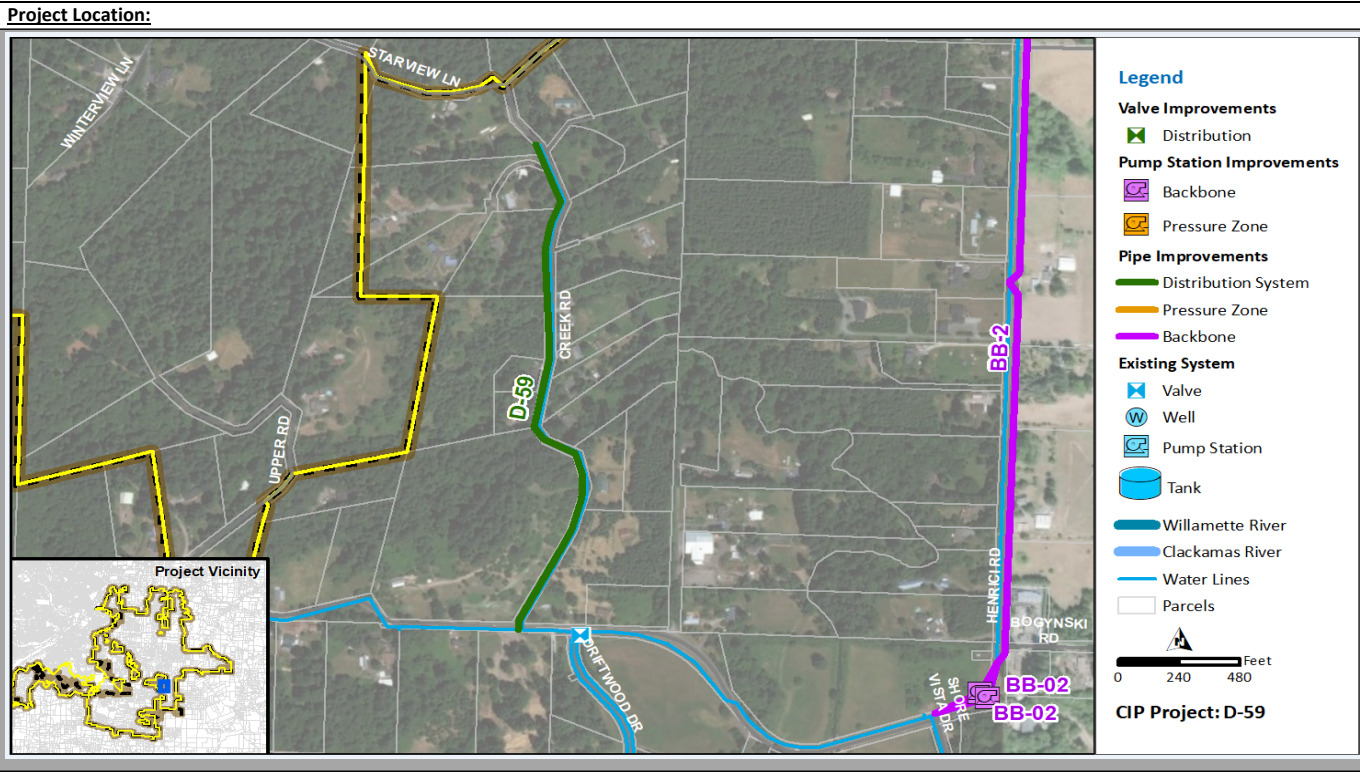 Project Location:
STARVIEW LN
WINTERVIEW LN
CREEK RD
D-59
UPPER RD
BB-2
HENRICI RD
BOGYNSKI
RD
DRIFTWOOD DR
SHORE
VISTA DR
BB-02
BB-02
Project Vicinity
Legend
Valve Improvements
Distribution
Pump Station Improvements
Backbone
Pressure Zone
Pipe Improvements
Distribution System
Pressure Zone
Backbone
Existing System
Valve
W Well
Pump Station
Tank
Willamette River
Clackamas River
Water Lines
Parcels
Feet
0 240 480
CIP Project: D-59